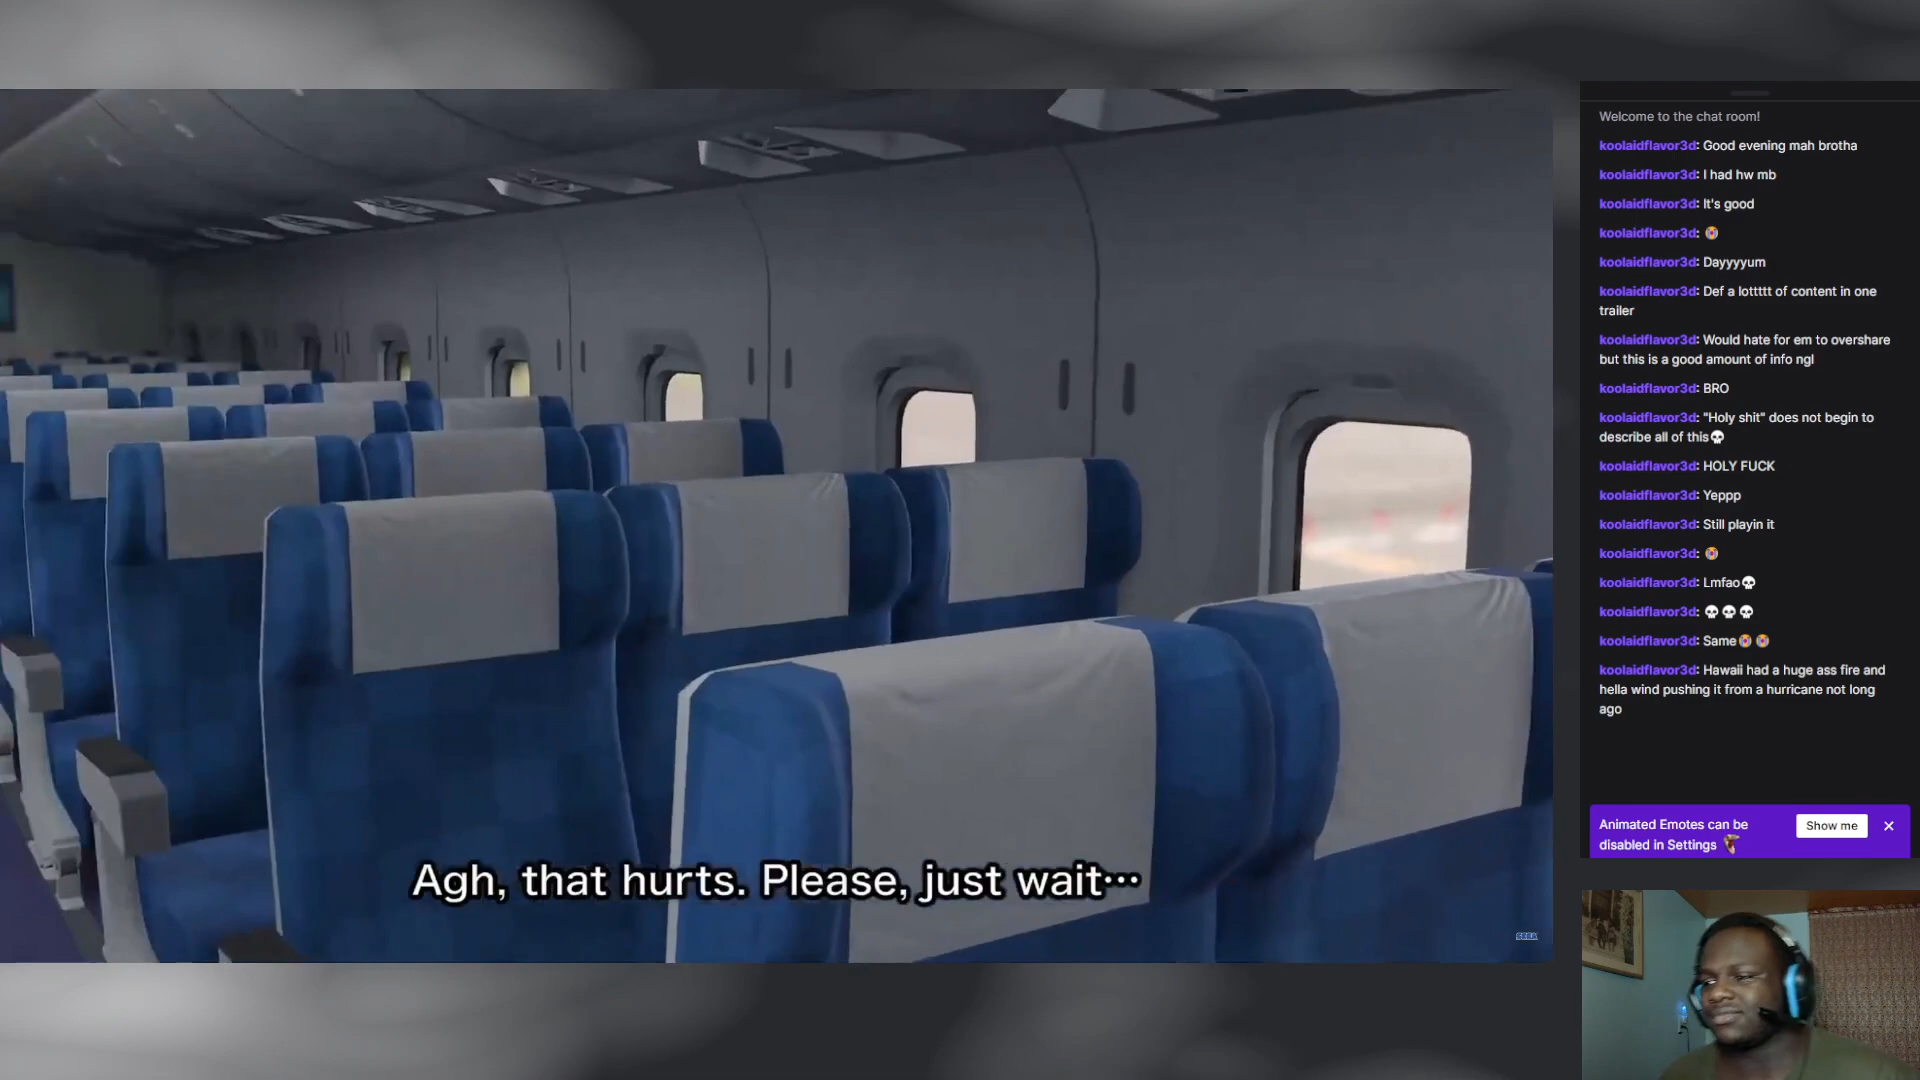 Welcome to the chat room!
koolaidflavor3d: Good evening mah brotha
koolaidflavor3d: I had hw mb
koolaidflavor3d: It's good
koolaidflavor3d: 😭
koolaidflavor3d: Dayyyyum
koolaidflavor3d: Def a lottttt of content in one
trailer
koolaidflavor3d: Would hate for em to overshare
but this is a good amount of info ngl
koolaidflavor3d: BRO
koolaidflavor3d: "Holy shit" does not begin to
describe all of this💀
koolaidflavor3d: HOLY FUCK
koolaidflavor3d: Yeppp
koolaidflavor3d: Still playin it
koolaidflavor3d: 😭
koolaidflavor3d: Lmfao💀
koolaidflavor3d: 💀💀💀
koolaidflavor3d: Same😭😭
koolaidflavor3d: Hawaii had a huge ass fire and
hella wind pushing it from a hurricane not long
ago
Animated Emotes can be
disabled in Settings
Show me
Agh, that hurts. Please, just wait…
SEGA